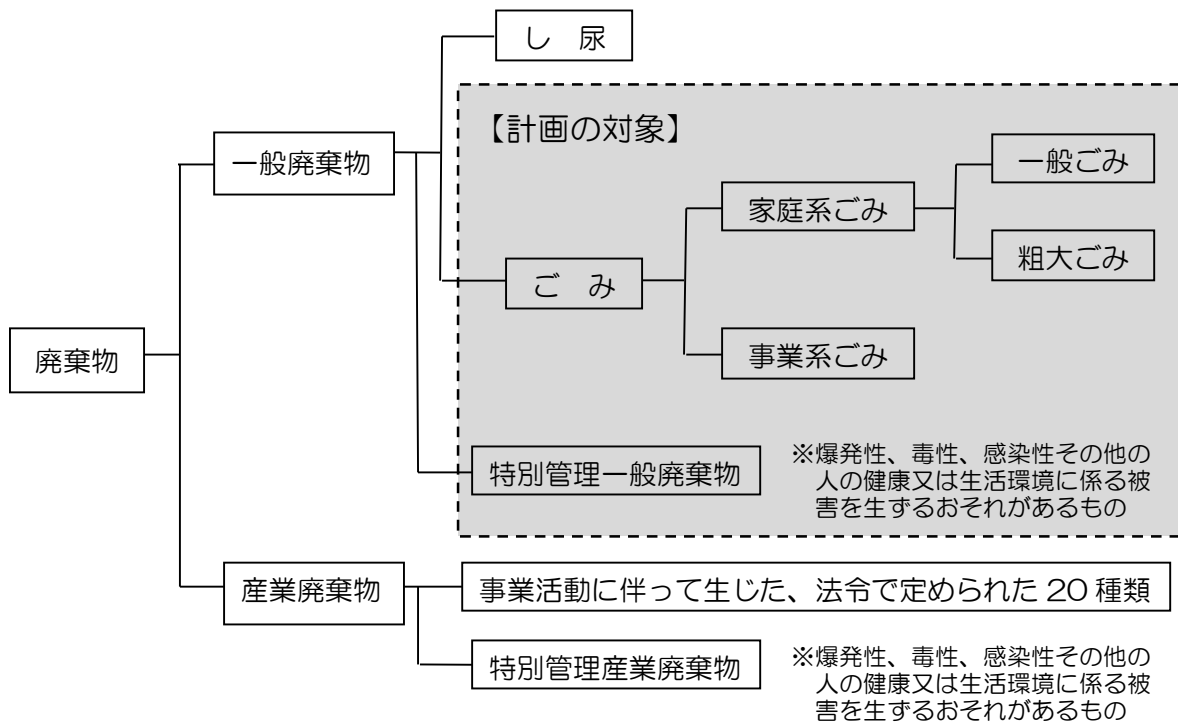 し 尿
【計画の対象】
一般廃棄物
一般ごみ
家庭系ごみ
粗大ごみ
ご み
廃棄物
事業系ごみ
特別管理一般廃棄物
※爆発性、毒性、感染性その他の
人の健康又は生活環境に係る被
害を生ずるおそれがあるもの
産業廃棄物
事業活動に伴って生じた、法令で定められた 20 種類
特別管理産業廃棄物
※爆発性、毒性、感染性その他の
人の健康又は生活環境に係る被
害を生ずるおそれがあるもの